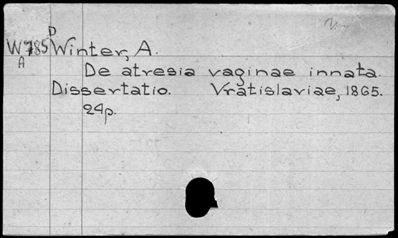 D
W785 Winter, A.
A
De atresia vaginae innata.
Dissertatio. Vratislaviae, 1865.
24p.